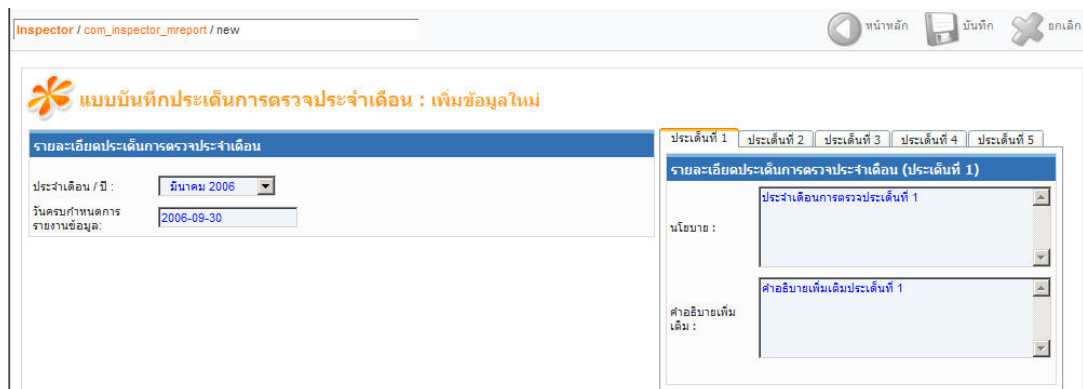 Inspector / com_inspector_mreport / new
หน้าหลัก
บันทึก
ยกเลิก
แบบบันทึกประเด็นการตรวจประจำเดือน : เพิ่มข้อมูลใหม่
รายละเอียดประเด็นการตรวจประจำเดือน
ประจำเดือน / ปี :
มีนาคม 2006
วันครบกำหนดการ
รายงานข้อมูล:
2006-09-30
ประเด็นที่ 1
ประเด็นที่ 2
ประเด็นที่ 3
ประเด็นที่ 4
ประเด็นที่ 5
รายละเอียดประเด็นการตรวจประจำเดือน (ประเด็นที่ 1)
นโยบาย :
ประจำเดือนการตรวจประเด็นที่ 1
คำอธิบายเพิ่ม
เติม :
คำอธิบายเพิ่มเติมประเด็นที่ 1